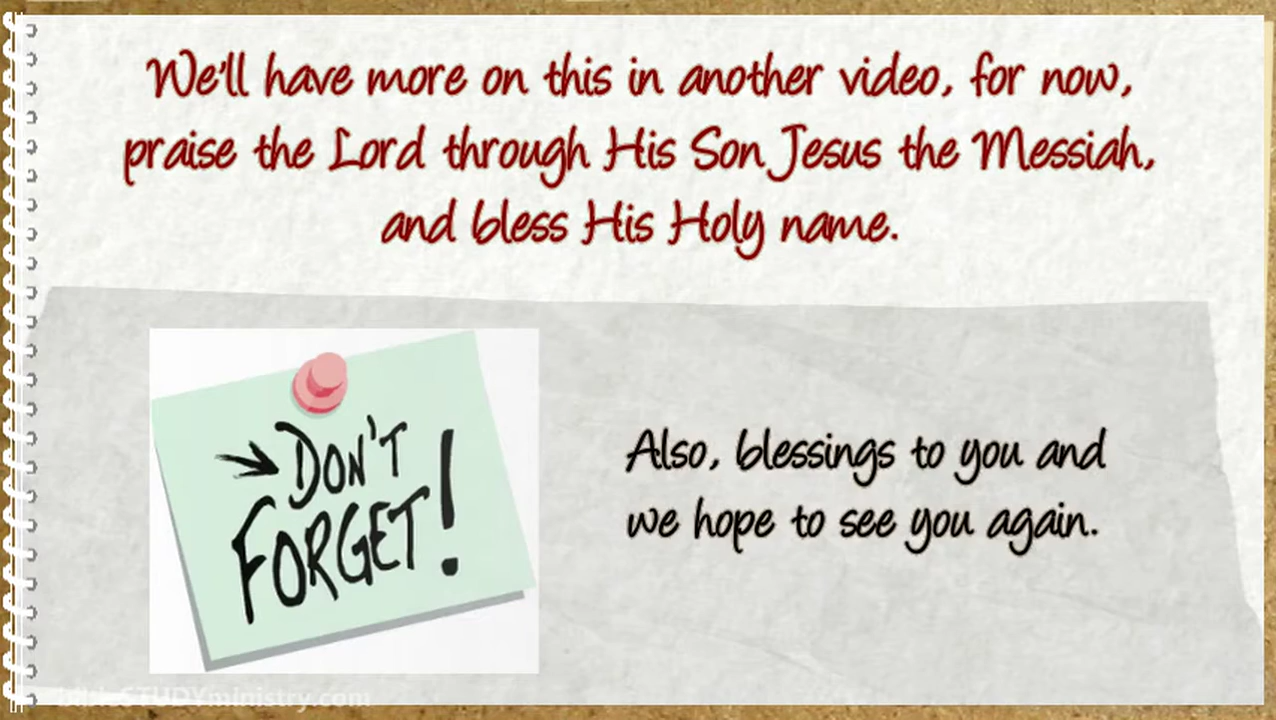 We'll have more on this in another video, for now,
praise the Lord through His Son Jesus the Messiah,
and bless His Holy name.
DON'T
FORGET!
Also, blessings to you and
we hope to see you again.
bibleSTUDYministry.com